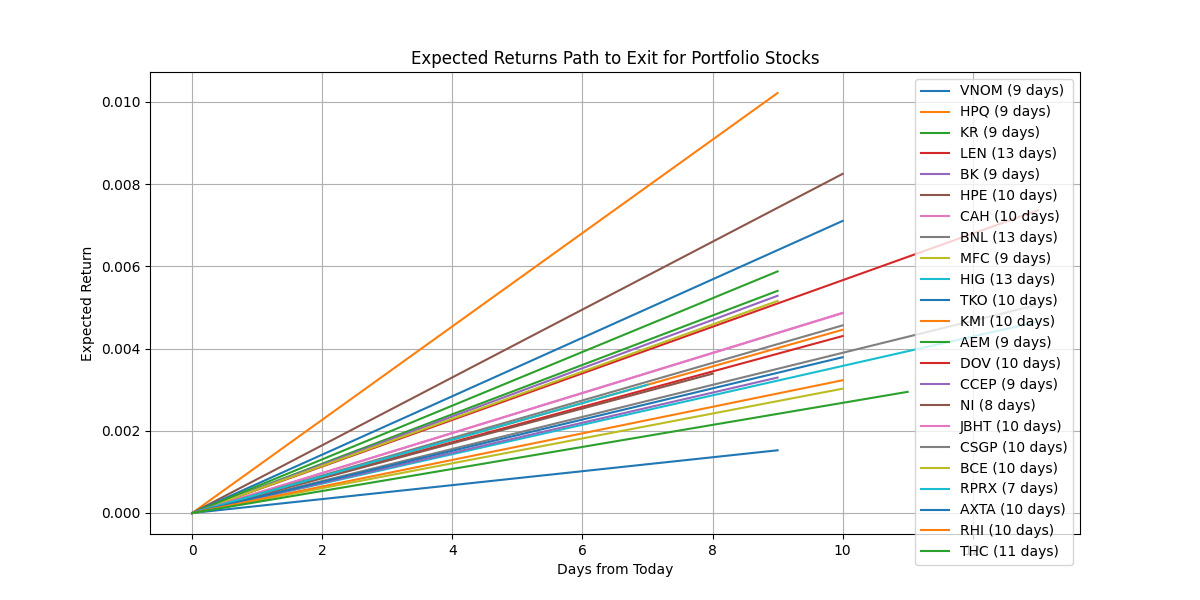 Expected Returns Path to Exit for Portfolio Stocks
Expected Return
0.010
0.008
0.006
0.004
0.002
0.000
0 2 4 6 8 10
Days from Today
VNOM (9 days)
HPQ (9 days)
KR (9 days)
LEN (13 days)
BK (9 days)
HPE (10 days)
CAH (10 days)
BNL (13 days)
MFC (9 days)
HIG (13 days)
TKO (10 days)
KMI (10 days)
AEM (9 days)
DOV (10 days)
CCEP (9 days)
NI (8 days)
JBHT (10 days)
CSGP (10 days)
BCE (10 days)
RPRX (7 days)
AXTA (10 days)
RHI (10 days)
THC (11 days)